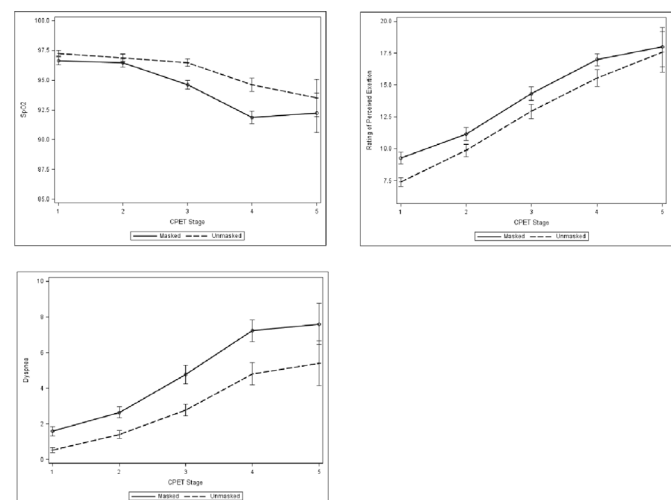 100.0
97.5
95.0
92.5
90.0
87.5
85.0
SpO2
1 2 3 4 5
CPET Stage
Masked Unmasked
20.0
17.5
15.0
12.5
10.0
7.5
Rating of Perceived Exertion
1 2 3 4 5
CPET Stage
Masked Unmasked
10
8
6
4
2
0
Dyspnea
1 2 3 4 5
CPET Stage
Masked Unmasked